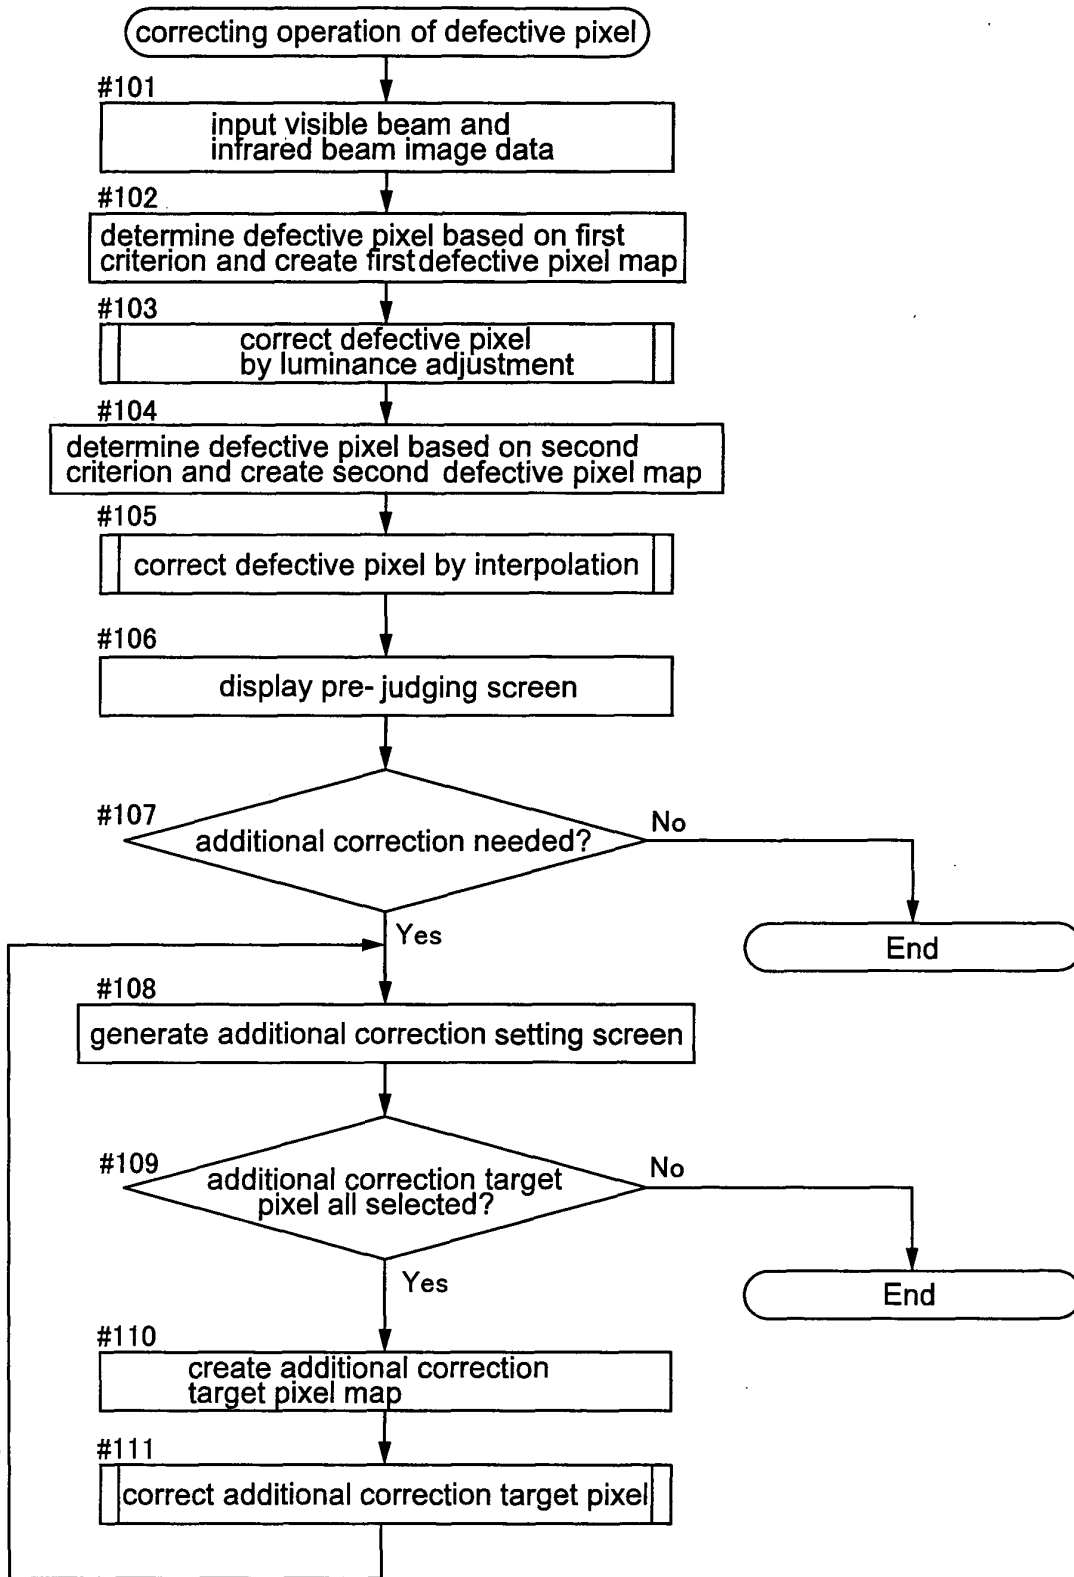 correcting operation of defective pixel
#101
input visible beam and
infrared beam image data
#102
determine defective pixel based on first
criterion and create first defective pixel map
#103
correct defective pixel
by luminance adjustment
#104
determine defective pixel based on second
criterion and create second defective pixel map
#105
correct defective pixel by interpolation
#106
display pre- judging screen
#107
additional correction needed?
No
Yes
End
#108
generate additional correction setting screen
#109
additional correction target
pixel all selected?
No
Yes
End
#110
create additional correction
target pixel map
#111
correct additional correction target pixel